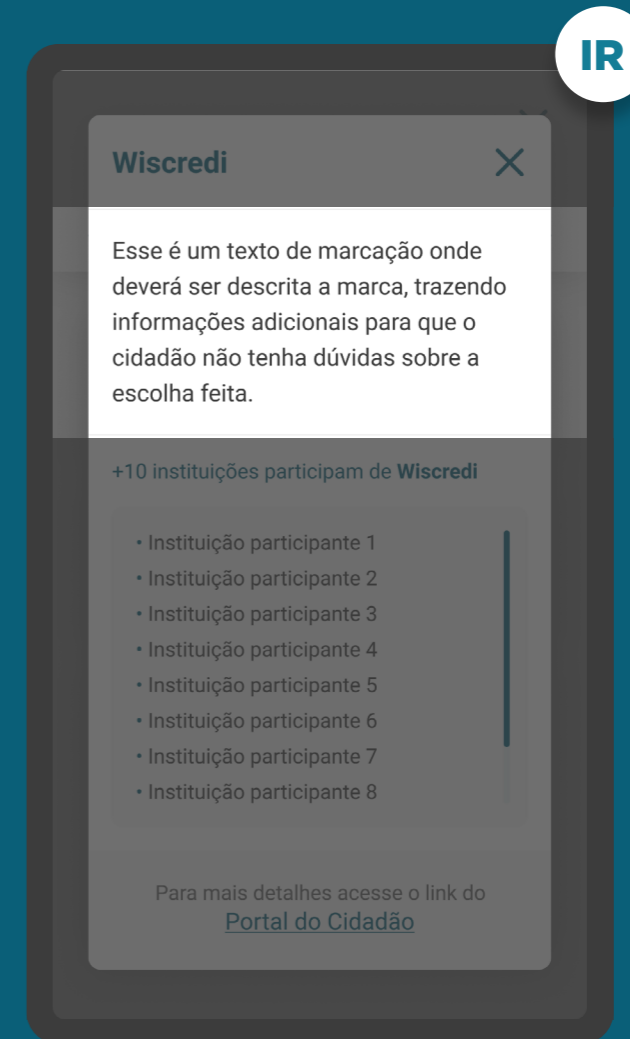 IR
Wiscredi
Esse é um texto de marcação onde
deverá ser descrita a marca, trazendo
informações adicionais para que o
cidadão não tenha dúvidas sobre a
escolha feita.
+10 instituições participam de Wiscredi
• Instituição participante 1
• Instituição participante 2
• Instituição participante 3
• Instituição participante 4
• Instituição participante 5
• Instituição participante 6
• Instituição participante 7
• Instituição participante 8
Para mais detalhes acesse o link do
Portal do Cidadão